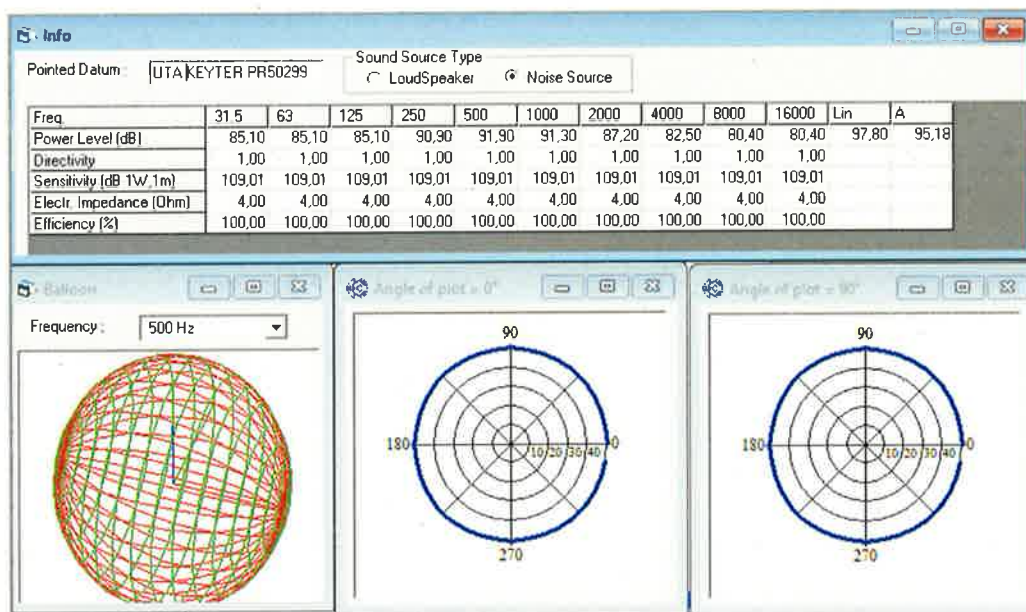 Info
Pointed Datum : UTA KEYTER PR50299
Sound Source Type
LoudSpeaker Noise Source
Freq. 31.5 63 125 250 500 1000 2000 4000 8000 16000 Lin A
Power Level (dB) 85,10 85,10 85,10 90,90 91,90 91,30 87,20 82,50 80,40 80,40 97,80 95,18
Directivity 1,00 1,00 1,00 1,00 1,00 1,00 1,00 1,00 1,00 1,00
Sensitivity (dB 1W,1m) 109,01 109,01 109,01 109,01 109,01 109,01 109,01 109,01 109,01 109,01
Electr. Impedance (Ohm) 4,00 4,00 4,00 4,00 4,00 4,00 4,00 4,00 4,00 4,00
Efficiency (%) 100,00 100,00 100,00 100,00 100,00 100,00 100,00 100,00 100,00 100,00
Balloon
Frequency : 500 Hz
Angle of plot = 0°
90
180 10 20 30 40 0
270
Angle of plot = 90°
90
180 10 20 30 40 0
270